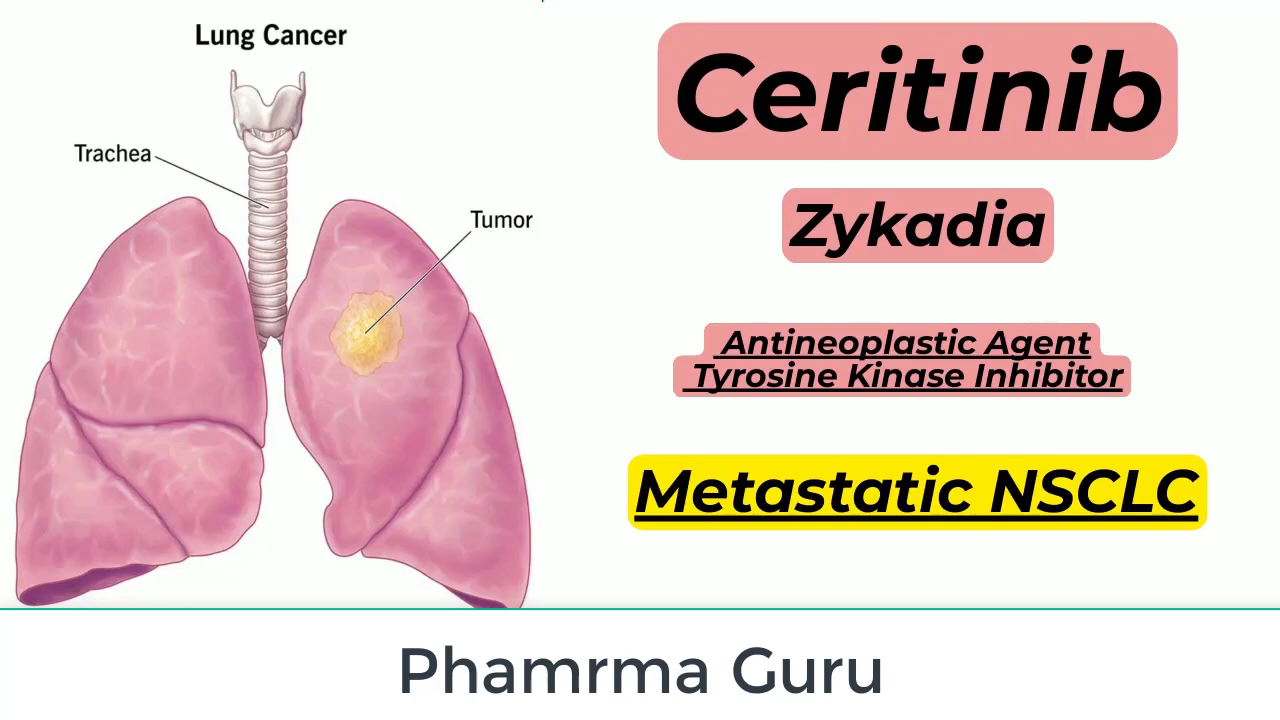 Lung Cancer
Trachea
Tumor
Ceritinib
Zykadia
Antineoplastic Agent
Tyrosine Kinase Inhibitor
Metastatic NSCLC
Phamrma Guru